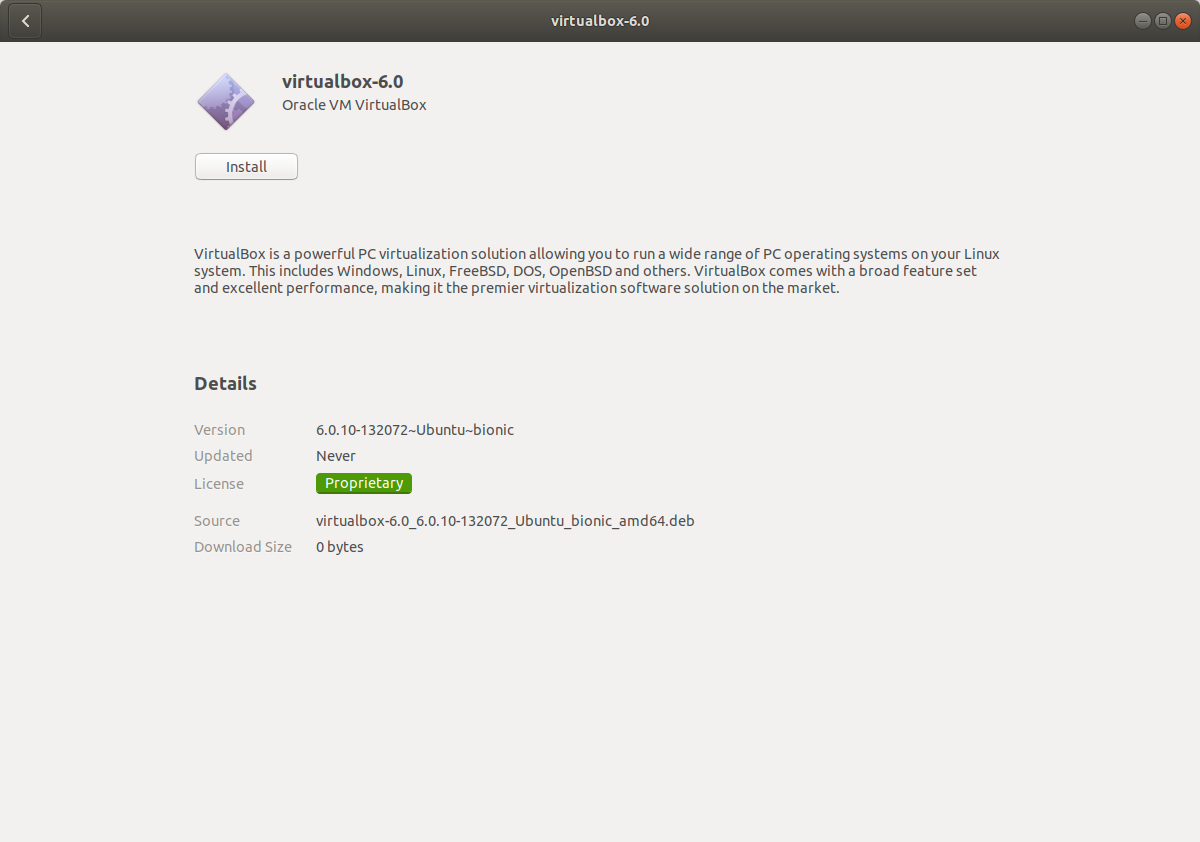 virtualbox-6.0
virtualbox-6.0
Oracle VM VirtualBox
Install
VirtualBox is a powerful PC virtualization solution allowing you to run a wide range of PC operating systems on your Linux
system. This includes Windows, Linux, FreeBSD, DOS, OpenBSD and others. VirtualBox comes with a broad feature set
and excellent performance, making it the premier virtualization software solution on the market.
Details
Version 6.0.10-132072~Ubuntu~bionic
Updated Never
License Proprietary
Source virtualbox-6.0_6.0.10-132072_Ubuntu_bionic_amd64.deb
Download Size 0 bytes